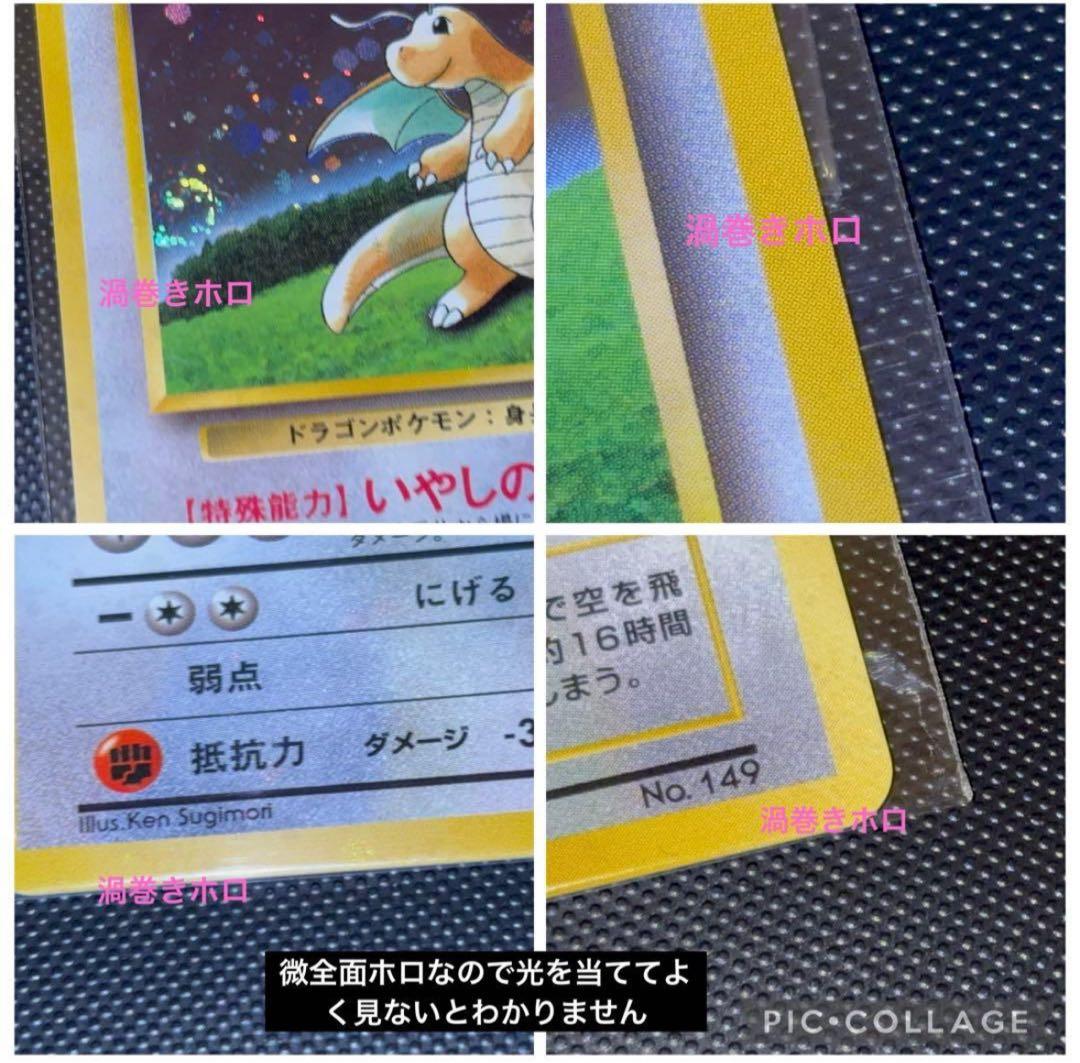 渦巻きホロ
ドラゴンポケモン：身
【特殊能力】いやしの
渦巻きホロ
ダメージ。
にげる
弱点
抵抗力 ダメージ -3
Illus.Ken Sugimori
渦巻きホロ
で空を飛
約16時間
しまう。
No. 149
渦巻きホロ
微全面ホロなので光を当ててよ
く見ないとわかりません
PIC•COLLAGE